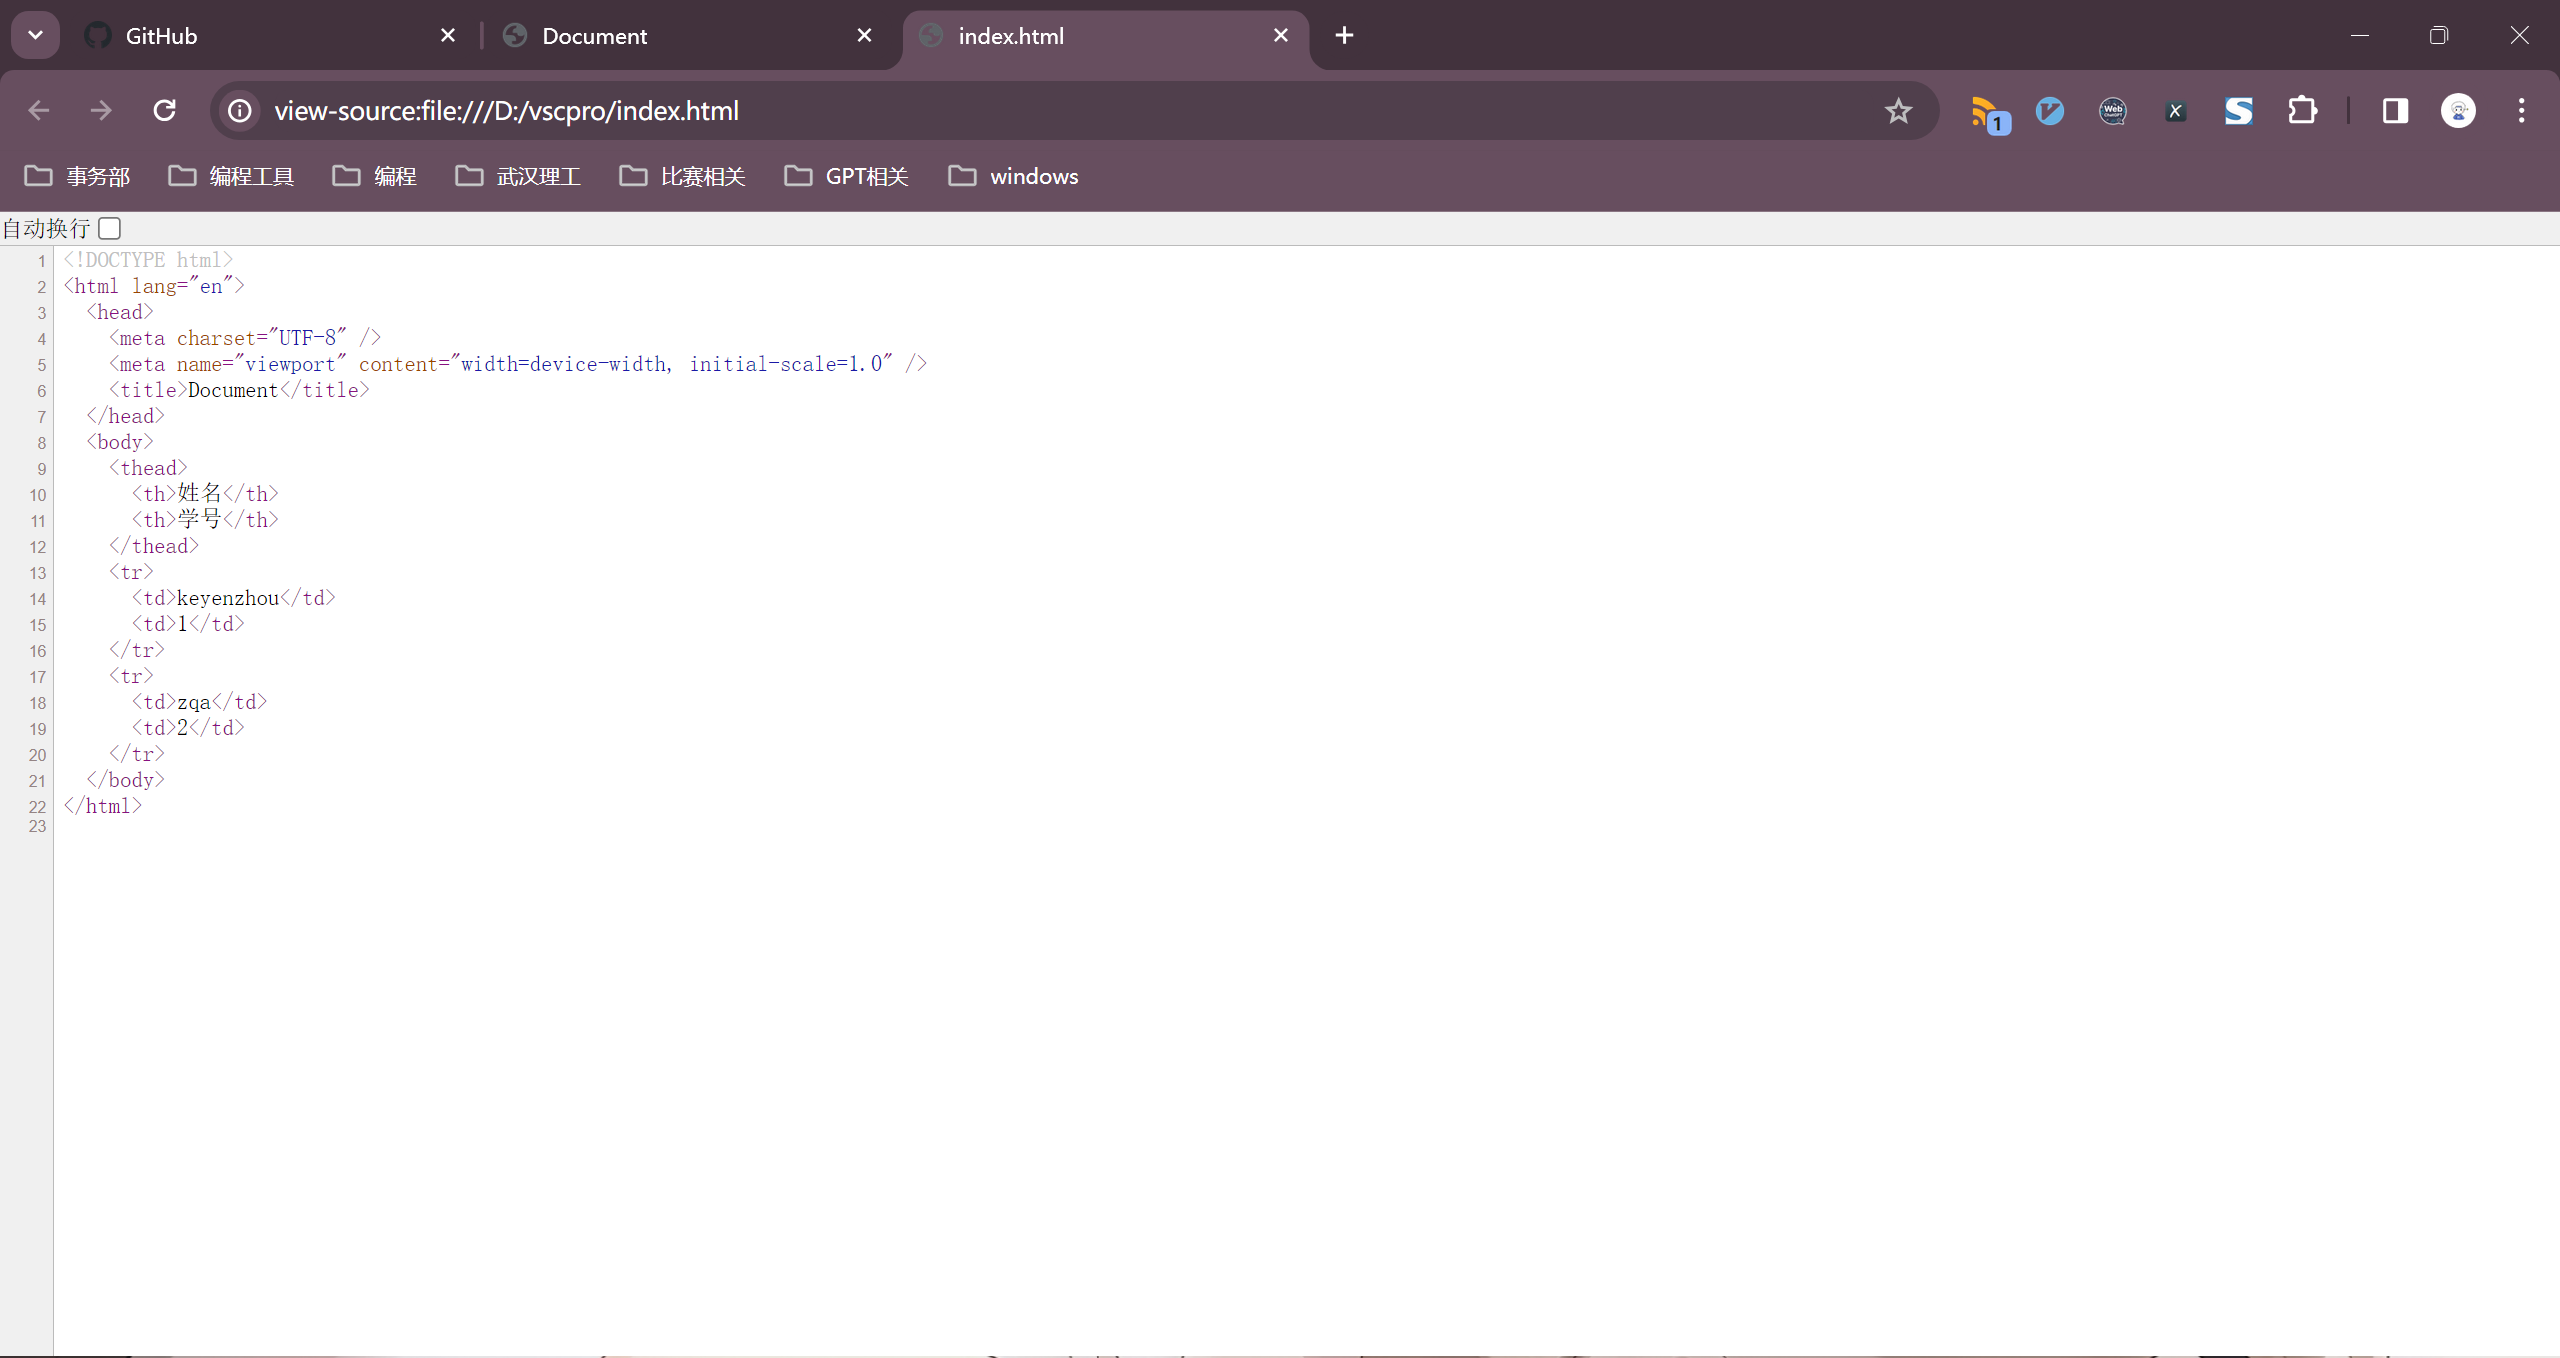 GitHub
Document
index.html
view-source:file:///D:/vscpro/index.html
1
Web
ChatGPT
X
S
事务部
编程工具
编程
武汉理工
比赛相关
GPT相关
windows
自动换行
1 <!DOCTYPE html>
2 <html lang="en">
3   <head>
4     <meta charset="UTF-8" />
5     <meta name="viewport" content="width=device-width, initial-scale=1.0" />
6     <title>Document</title>
7   </head>
8   <body>
9     <thead>
10       <th>姓名</th>
11       <th>学号</th>
12     </thead>
13     <tr>
14       <td>keyenzhou</td>
15       <td>1</td>
16     </tr>
17     <tr>
18       <td>zqa</td>
19       <td>2</td>
20     </tr>
21   </body>
22 </html>
23